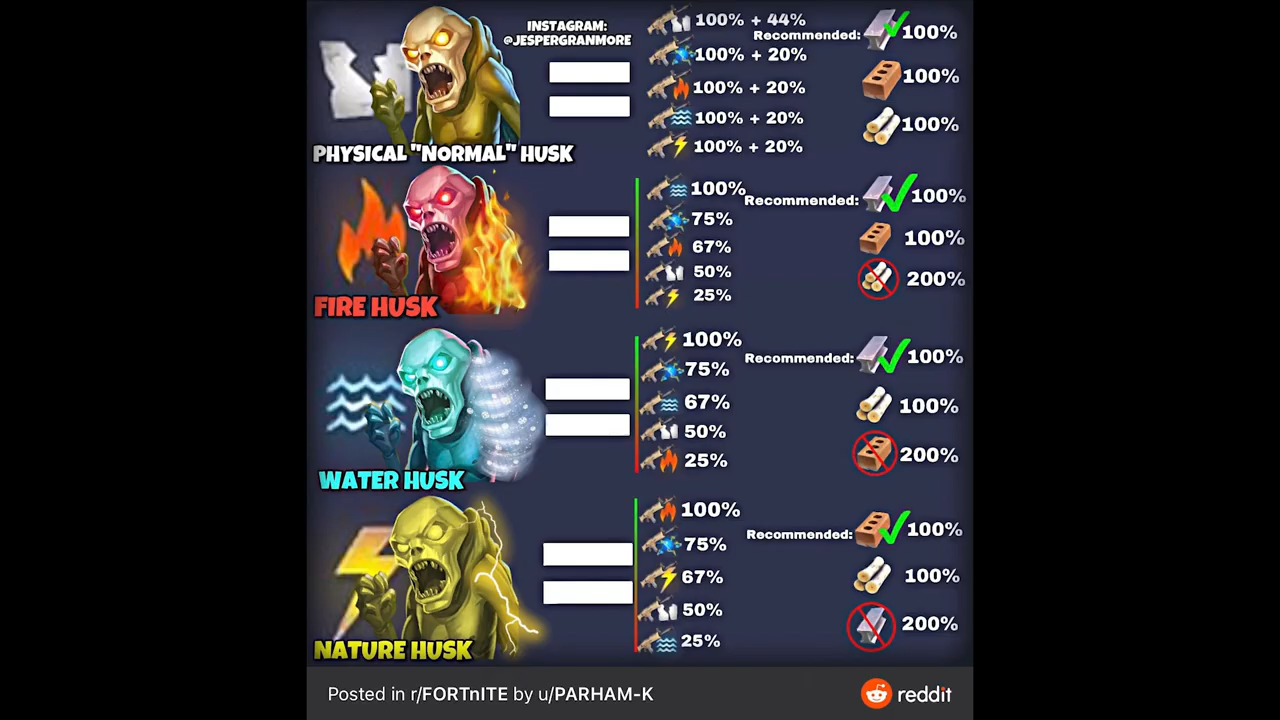 INSTAGRAM:
@JESPERGRANMORE
PHYSICAL "NORMAL" HUSK
100% + 44%
100% + 20%
100% + 20%
100% + 20%
100% + 20%
Recommended:
100%
100%
100%
FIRE HUSK
100%
75%
67%
50%
25%
Recommended:
100%
100%
200%
WATER HUSK
100%
75%
67%
50%
25%
Recommended:
100%
100%
200%
NATURE HUSK
100%
75%
67%
50%
25%
Recommended:
100%
100%
200%
Posted in r/FORTnITE by u/PARHAM-K
reddit